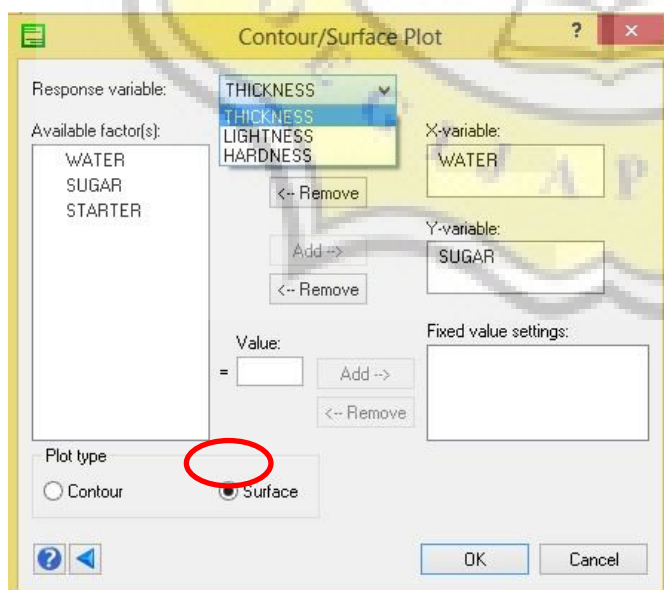 Contour/Surface Plot ? ×
Response variable: THICKNESS
THICKNESS
LIGHTNESS
HARDNESS
Available factor(s):
WATER
SUGAR
STARTER
<-- Remove
X-variable:
WATER
Add -->
<-- Remove
Y-variable:
SUGAR
Value:
=
Add -->
<-- Remove
Fixed value settings:
Plot type
Contour
Surface
?
OK
Cancel